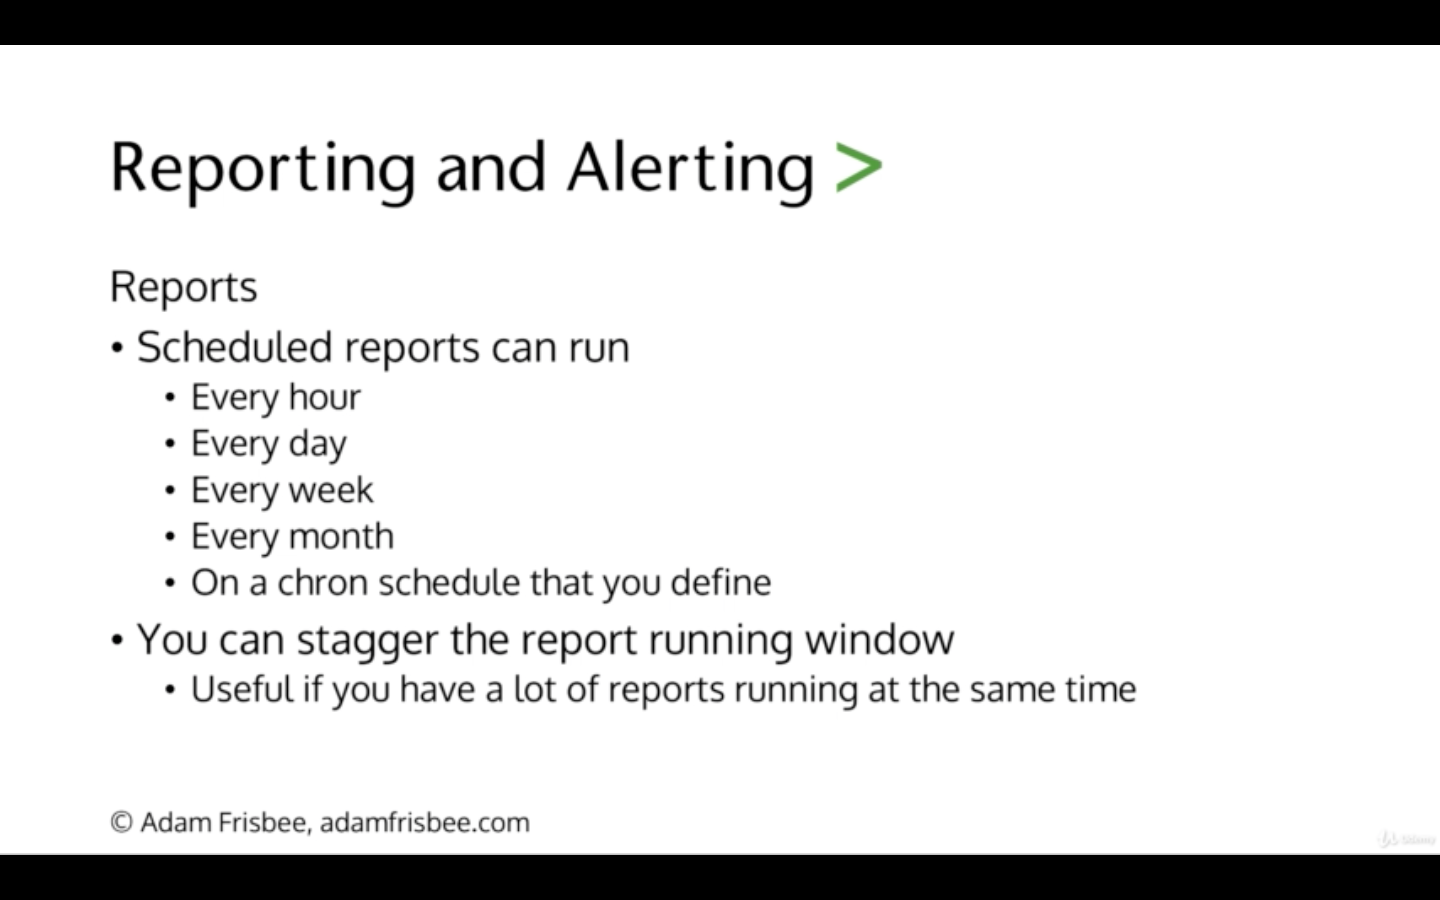 Reporting and Alerting >
Reports
• Scheduled reports can run
• Every hour
• Every day
• Every week
• Every month
• On a chron schedule that you define
• You can stagger the report running window
• Useful if you have a lot of reports running at the same time
© Adam Frisbee, adamfrisbee.com
Udemy